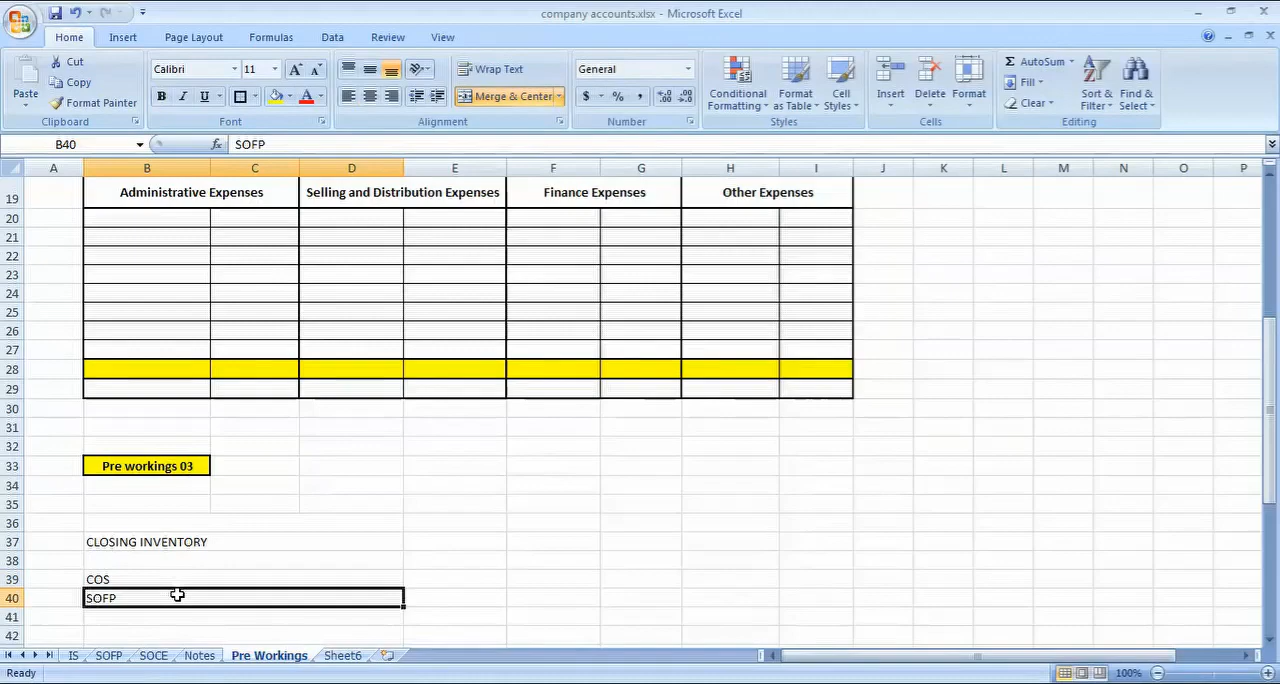 company accounts.xlsx - Microsoft Excel
Home Insert Page Layout Formulas Data Review View
Paste
Cut
Copy
Format Painter
Clipboard
Calibri 11
B I U
Font
Wrap Text
Merge & Center
Alignment
General
$ % ,
Number
Conditional Formatting
Format as Table
Cell Styles
Styles
Insert Delete Format
Cells
AutoSum
Fill
Clear
Sort & Filter
Find & Select
Editing
B40 fx SOFP
A B C D E F G H I J K L M N O P
19 Administrative Expenses Selling and Distribution Expenses Finance Expenses Other Expenses
20
21
22
23
24
25
26
27
28
29
30
31
32
33 Pre workings 03
34
35
36
37 CLOSING INVENTORY
38
39 COS
40 SOFP
41
42
IS SOFP SOCE Notes Pre Workings Sheet6
Ready 100%